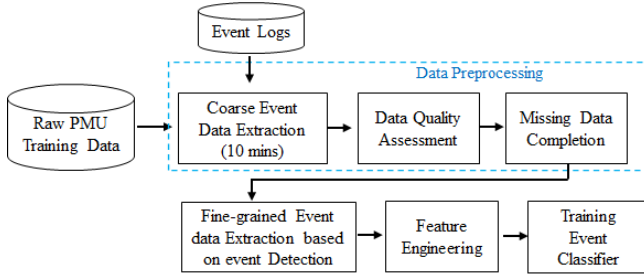 Event Logs
Data Preprocessing
Raw PMU
Training Data
Coarse Event
Data Extraction
(10 mins)
Data Quality
Assessment
Missing Data
Completion
Fine-grained Event
data Extraction based
on event Detection
Feature
Engineering
Training
Event
Classifier